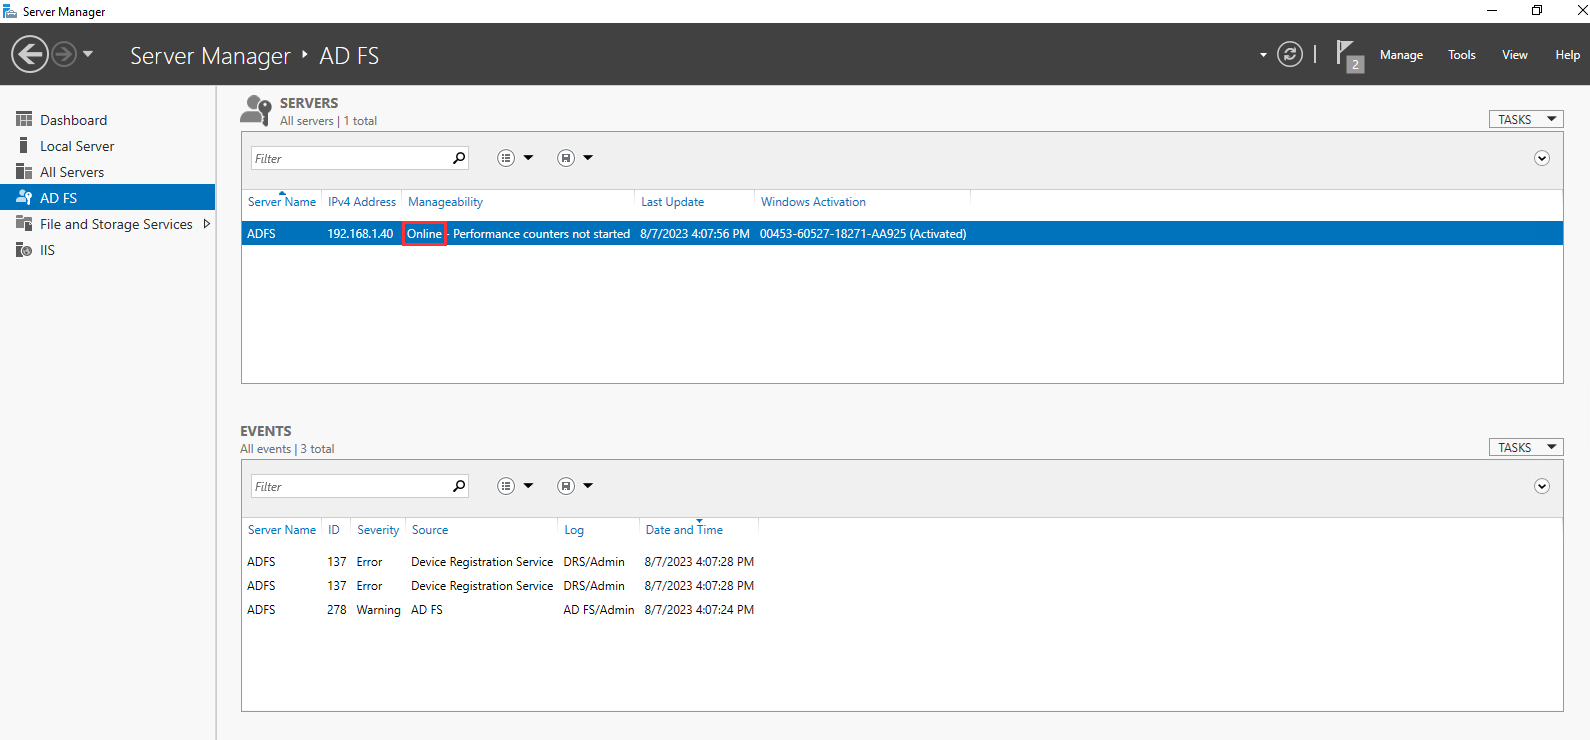 Server Manager
Server Manager ‣ AD FS
2
Manage Tools View Help
Dashboard
Local Server
All Servers
AD FS
File and Storage Services
IIS
SERVERS
All servers | 1 total
TASKS
Filter
Server Name IPv4 Address Manageability Last Update Windows Activation
ADFS 192.168.1.40 Online - Performance counters not started 8/7/2023 4:07:56 PM 00453-60527-18271-AA925 (Activated)
EVENTS
All events | 3 total
TASKS
Filter
Server Name ID Severity Source Log Date and Time
ADFS 137 Error Device Registration Service DRS/Admin 8/7/2023 4:07:28 PM
ADFS 137 Error Device Registration Service DRS/Admin 8/7/2023 4:07:28 PM
ADFS 278 Warning AD FS AD FS/Admin 8/7/2023 4:07:24 PM